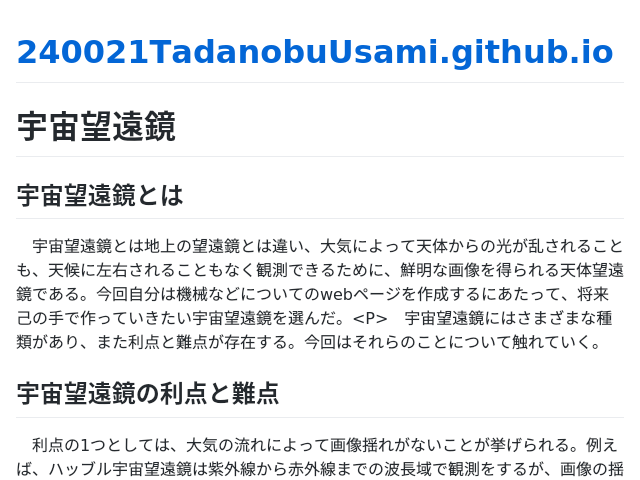 240021TadanobuUsami.github.io
宇宙望遠鏡
宇宙望遠鏡とは
　宇宙望遠鏡とは地上の望遠鏡とは違い、大気によって天体からの光が乱されること
も、天候に左右されることもなく観測できるために、鮮明な画像を得られる天体望遠
鏡である。今回自分は機械などについてのwebページを作成するにあたって、将来
己の手で作っていきたい宇宙望遠鏡を選んだ。<P>　宇宙望遠鏡にはさまざまな種
類があり、また利点と難点が存在する。今回はそれらのことについて触れていく。
宇宙望遠鏡の利点と難点
　利点の1つとしては、大気の流れによって画像揺れがないことが挙げられる。例え
ば、ハッブル宇宙望遠鏡は紫外線から赤外線までの波長域で観測をするが、画像の揺